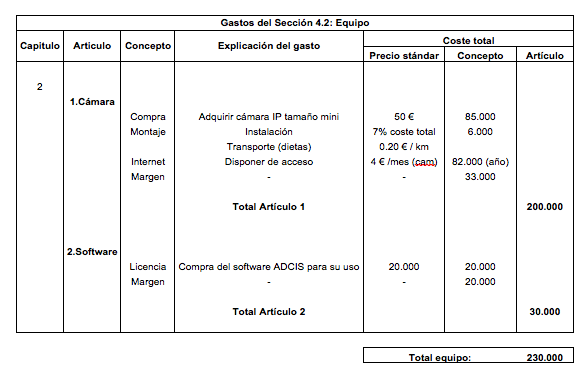 Gastos del Sección 4.2: Equipo
Capitulo Articulo Concepto Explicación del gasto Coste total
Precio stándar Concepto Artículo
2
1.Cámara
Compra Adquirir cámara IP tamaño mini 50 € 85.000
Montaje Instalación 7% coste total 6.000
Transporte (dietas) 0.20 € / km
Internet Disponer de acceso 4 € /mes (cam) 82.000 (año)
Margen - - 33.000
Total Artículo 1 200.000
2.Software
Licencia Compra del software ADCIS para su uso 20.000 20.000
Margen - - 20.000
Total Artículo 2 30.000
Total equipo: 230.000